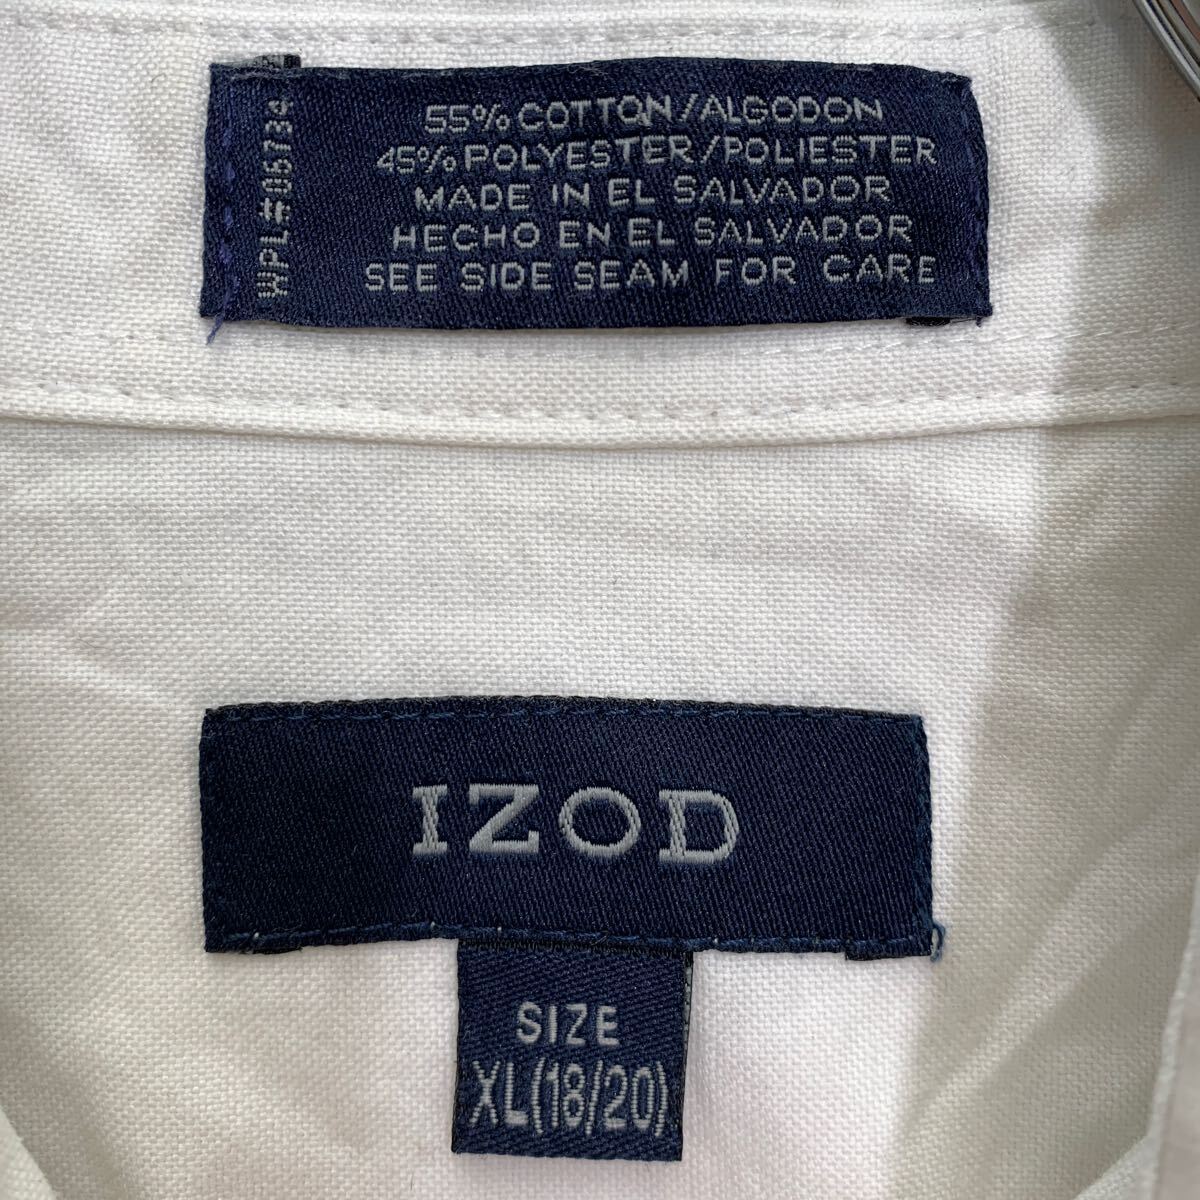 WPL#06734
55% COTTON/ALGODON
45% POLYESTER/POLIESTER
MADE IN EL SALVADOR
HECHO EN EL SALVADOR
SEE SIDE SEAM FOR CARE
IZOD
SIZE
XL(18/20)